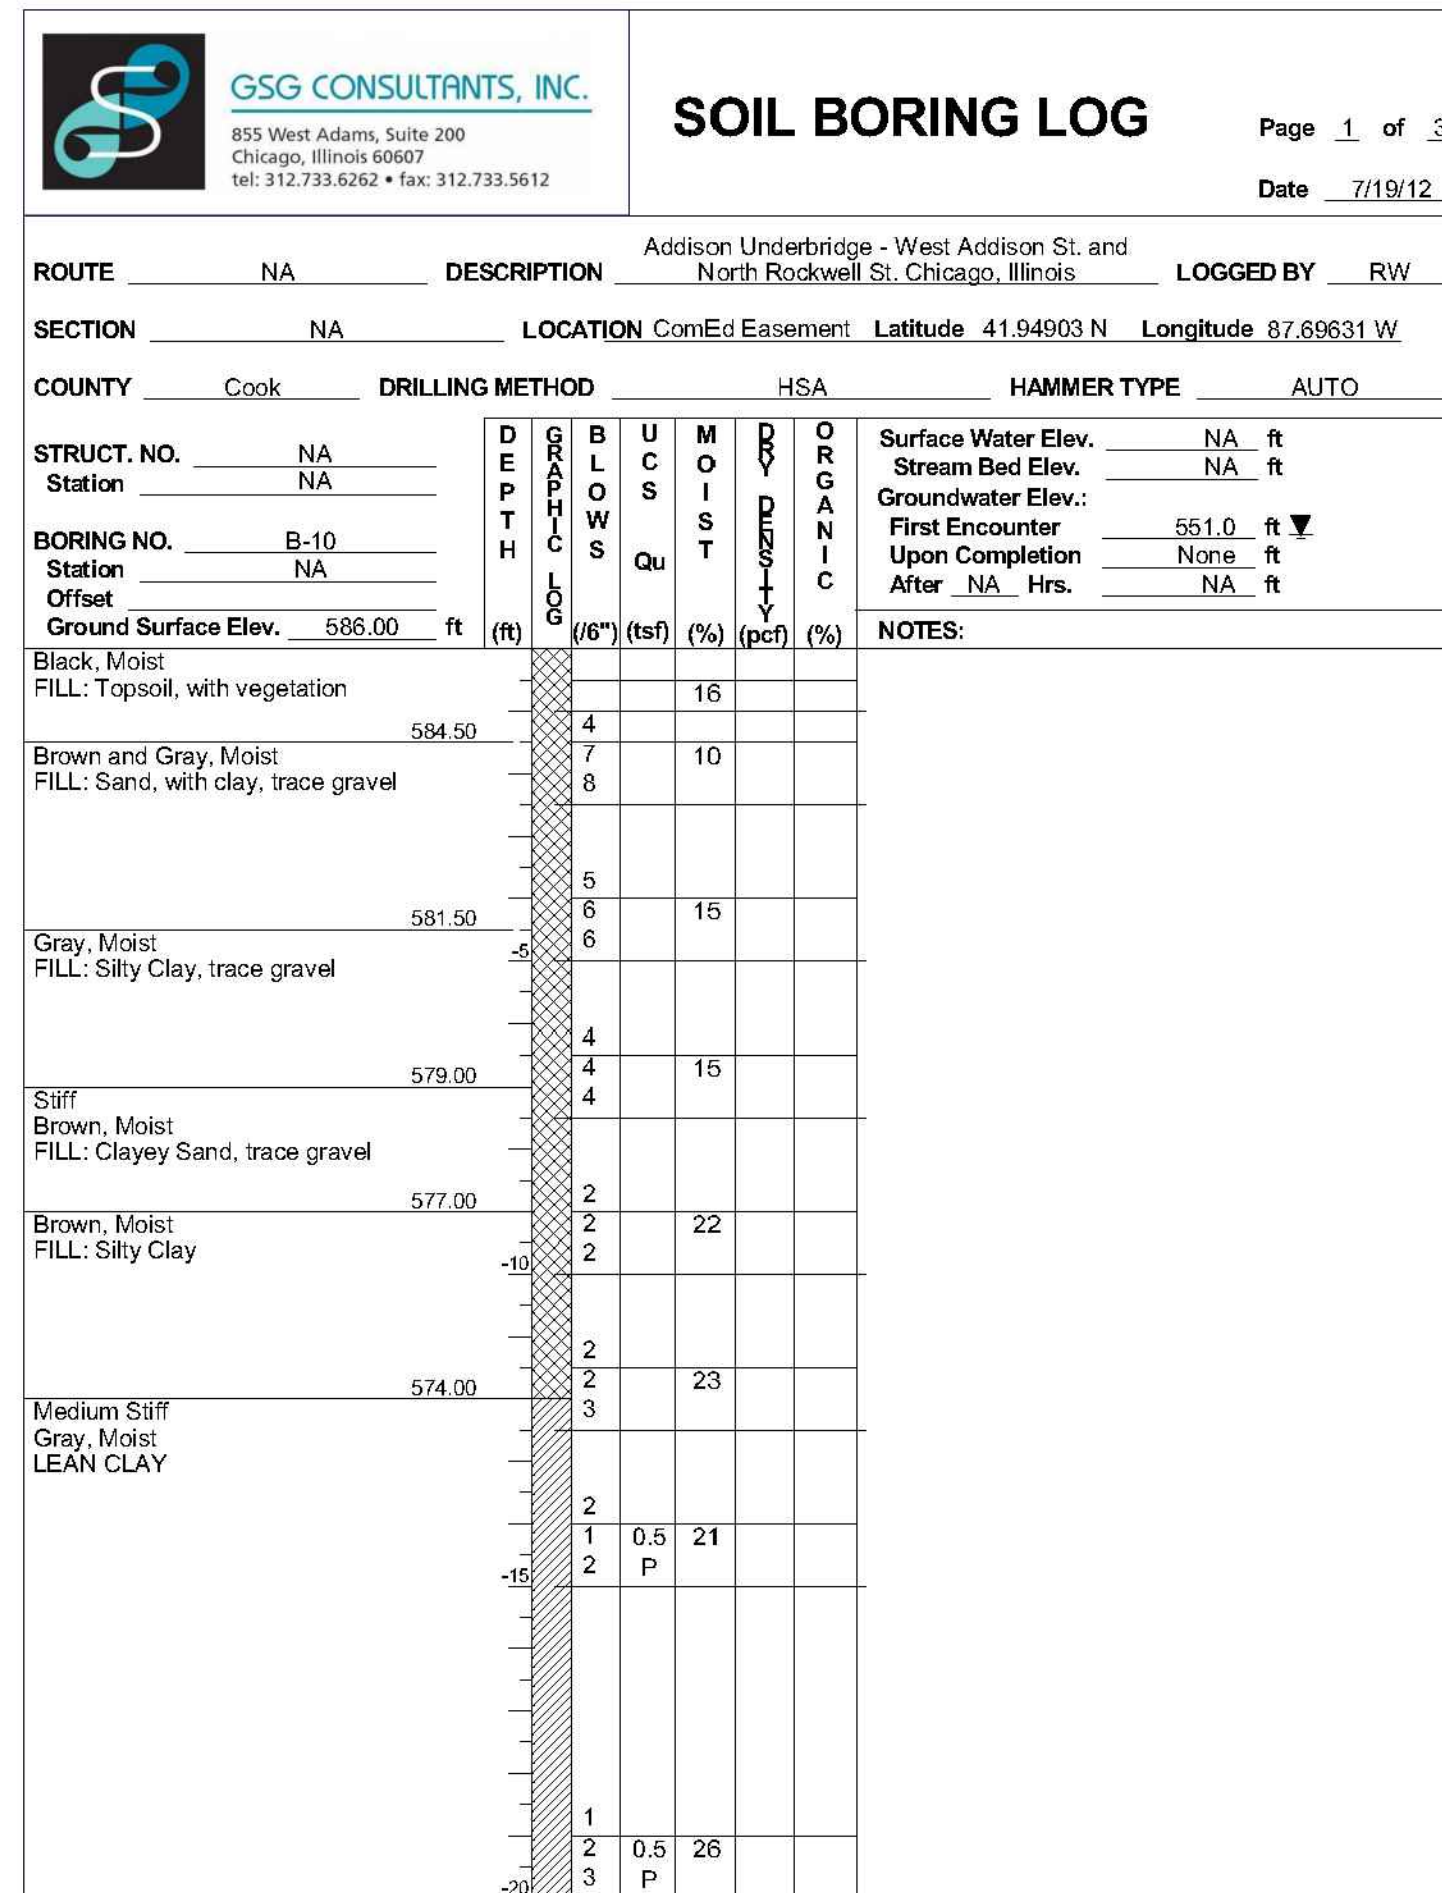 GSG CONSULTANTS, INC.
855 West Adams, Suite 200
Chicago, Illinois 60607
tel: 312.733.6262 • fax: 312.733.5612
SOIL BORING LOG
Page 1 of 3
Date 7/19/12
ROUTE NA DESCRIPTION Addison Underbridge - West Addison St. and
North Rockwell St. Chicago, Illinois LOGGED BY RW
SECTION NA LOCATION ComEd Easement Latitude 41.94903 N Longitude 87.69631 W
COUNTY Cook DRILLING METHOD HSA HAMMER TYPE AUTO
STRUCT. NO. NA
Station NA
BORING NO. B-10
Station NA
Offset
Ground Surface Elev. 586.00 ft
DEPTH (ft)
GRAPHIC LOG
BLOWS (/6")
UCS Qu (tsf)
MOIST (%)
DRY DENSITY (pcf)
ORGANIC (%)
Surface Water Elev. NA ft
Stream Bed Elev. NA ft
Groundwater Elev.:
First Encounter 551.0 ft
Upon Completion None ft
After NA Hrs. NA ft
NOTES:
Black, Moist
FILL: Topsoil, with vegetation
16
584.50
4
Brown and Gray, Moist
7 10
FILL: Sand, with clay, trace gravel
8
5
6 15
581.50
Gray, Moist
6
-5
FILL: Silty Clay, trace gravel
4
4 15
579.00
Stiff
4
Brown, Moist
FILL: Clayey Sand, trace gravel
577.00
2
Brown, Moist
2 22
FILL: Silty Clay
2
-10
2
2 23
574.00
Medium Stiff
3
Gray, Moist
LEAN CLAY
2
1 0.5 21
2 P
-15
1
2 0.5 26
3 P
-20